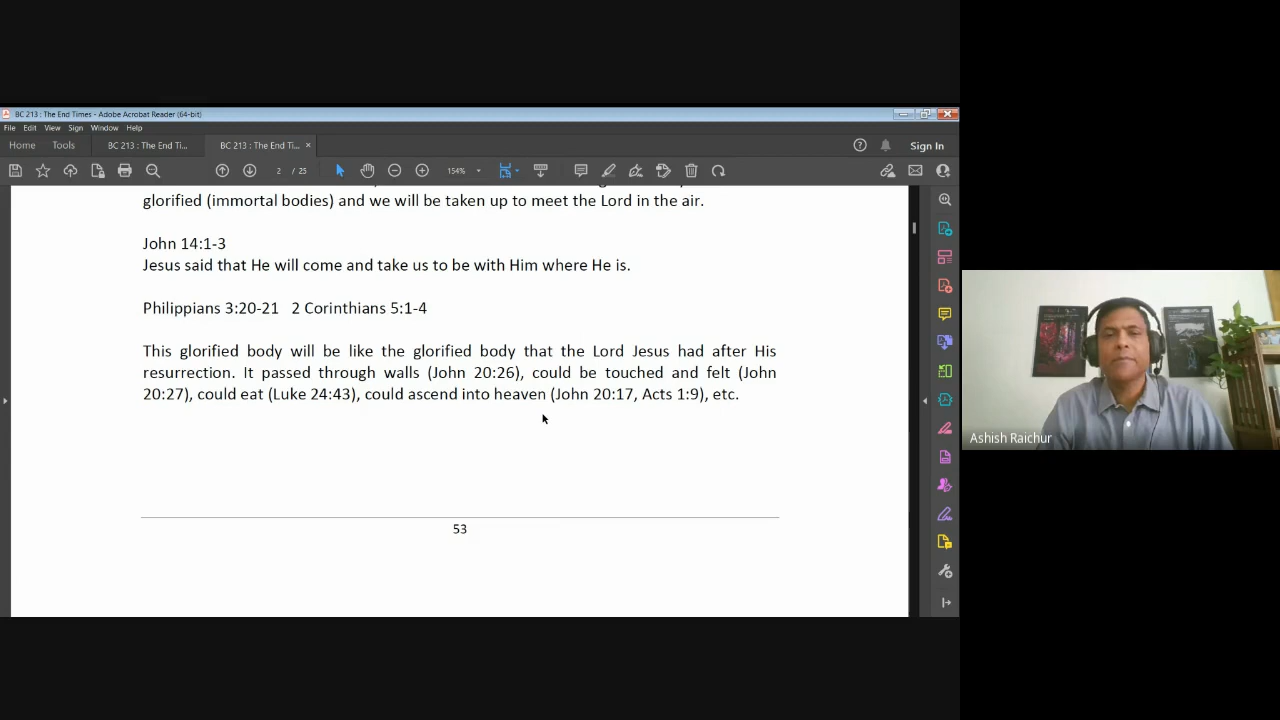 BC 213 : The End Times - Adobe Acrobat Reader (64-bit)
File Edit View Sign Window Help
Home Tools BC 213 : The End Ti... BC 213 : The End Ti... × Sign In
2 / 25 154%
glorified (immortal bodies) and we will be taken up to meet the Lord in the air.
John 14:1-3
Jesus said that He will come and take us to be with Him where He is.
Philippians 3:20-21 2 Corinthians 5:1-4
This glorified body will be like the glorified body that the Lord Jesus had after His
resurrection. It passed through walls (John 20:26), could be touched and felt (John
20:27), could eat (Luke 24:43), could ascend into heaven (John 20:17, Acts 1:9), etc.
53
Ashish Raichur